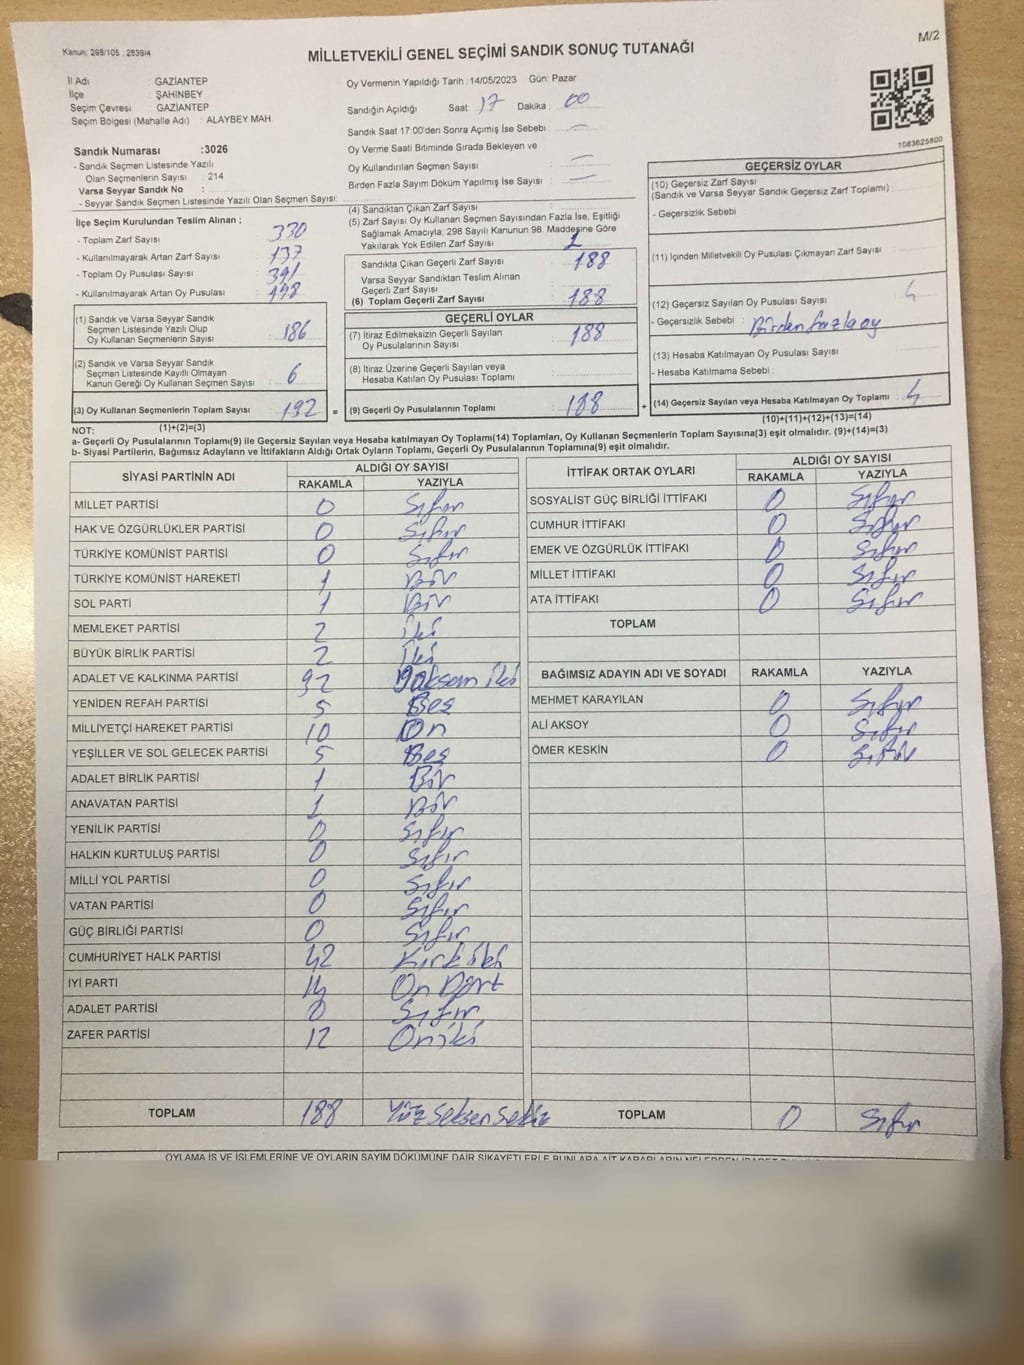 Kanun: 298/105 , 2839/4
M/2
MİLLETVEKİLİ GENEL SEÇİMİ SANDIK SONUÇ TUTANAĞI
İl Adı GAZİANTEP
İlçe ŞAHİNBEY
Seçim Çevresi GAZİANTEP
Seçim Bölgesi (Mahalle Adı) : ALAYBEY MAH
Oy Vermenin Yapıldığı Tarih : 14/05/2023 Gün: Pazar
Sandığın Açıldığı Saat : 17 Dakika : 00
Sandık Saat 17:00'den Sonra Açımış İse Sebebi : —
Oy Verme Saati Bitiminde Sırada Bekleyen ve
Oy Kullandırılan Seçmen Sayısı : —
Birden Fazla Sayım Döküm Yapılmış İse Sayısı : —
1083625800
Sandık Numarası :3026
- Sandık Seçmen Listesinde Yazılı
Olan Seçmenlerin Sayısı : 214
Varsa Seyyar Sandık No :
- Seyyar Sandık Seçmen Listesinde Yazılı Olan Seçmen Sayısı:
İlçe Seçim Kurulundan Teslim Alınan ;
- Toplam Zarf Sayısı : 330
- Kullanılmayarak Artan Zarf Sayısı : 137
- Toplam Oy Pusulası Sayısı : 391
- Kullanılmayarak Artan Oy Pusulası : 198
(1) Sandık ve Varsa Seyyar Sandık
Seçmen Listesinde Yazılı Olup
Oy Kullanan Seçmenlerin Sayısı : 186
(2) Sandık ve Varsa Seyyar Sandık
Seçmen Listesinde Kayıtlı Olmayan
Kanun Gereği Oy Kullanan Seçmen Sayısı : 6
(3) Oy Kullanan Seçmenlerin Toplam Sayısı : 192 =
(1)+(2)=(3)
(4) Sandıktan Çıkan Zarf Sayısı :
(5) Zarf Sayısı Oy Kullanan Seçmen Sayısından Fazla İse, Eşitliği
Sağlamak Amacıyla; 298 Sayılı Kanunun 98. Maddesine Göre
Yakılarak Yok Edilen Zarf Sayısı :
Sandıkta Çıkan Geçerli Zarf Sayısı : 188
Varsa Seyyar Sandıktan Teslim Alınan
Geçerli Zarf Sayısı :
(6) Toplam Geçerli Zarf Sayısı : 188
GEÇERLİ OYLAR
(7) İtiraz Edilmeksizin Geçerli Sayılan
Oy Pusulalarının Sayısı : 188
(8) İtiraz Üzerine Geçerli Sayılan veya
Hesaba Katılan Oy Pusulası Toplamı :
(9) Geçerli Oy Pusulalarının Toplamı : 188 +
GEÇERSİZ OYLAR
(10) Geçersiz Zarf Sayısı
(Sandık ve Varsa Seyyar Sandık Geçersiz Zarf Toplamı) :
- Geçersizlik Sebebi
(11) İçinden Milletvekili Oy Pusulası Çıkmayan Zarf Sayısı :
(12) Geçersiz Sayılan Oy Pusulası Sayısı : 4
- Geçersizlik Sebebi : Birden fazla oy
(13) Hesaba Katılmayan Oy Pusulası Sayısı :
- Hesaba Katılmama Sebebi :
(14) Geçersiz Sayılan veya Hesaba Katılmayan Oy Toplamı : 4
(10)+(11)+(12)+(13)=(14)
NOT:
a- Geçerli Oy Pusulalarının Toplamı(9) ile Geçersiz Sayılan veya Hesaba katılmayan Oy Toplamı(14) Toplamları, Oy Kullanan Seçmenlerin Toplam Sayısına(3) eşit olmalıdır. (9)+(14)=(3)
b- Siyasi Partilerin, Bağımsız Adayların ve İttifakların Aldığı Ortak Oyların Toplamı, Geçerli Oy Pusulalarının Toplamına(9) eşit olmalıdır.
SİYASİ PARTİNİN ADI ALDIĞI OY SAYISI
RAKAMLA YAZIYLA
MİLLET PARTİSİ 0 Sıfır
HAK VE ÖZGÜRLÜKLER PARTİSİ 0 Sıfır
TÜRKİYE KOMÜNİST PARTİSİ 0 Sıfır
TÜRKİYE KOMÜNİST HAREKETİ 1 Bir
SOL PARTİ 1 Bir
MEMLEKET PARTİSİ 2 İki
BÜYÜK BİRLİK PARTİSİ 2 İki
ADALET VE KALKINMA PARTİSİ 92 Doksan iki
YENİDEN REFAH PARTİSİ 5 Beş
MİLLİYETÇİ HAREKET PARTİSİ 10 On
YEŞİLLER VE SOL GELECEK PARTİSİ 5 Beş
ADALET BİRLİK PARTİSİ 1 Bir
ANAVATAN PARTİSİ 1 Bir
YENİLİK PARTİSİ 0 Sıfır
HALKIN KURTULUŞ PARTİSİ 0 Sıfır
MİLLİ YOL PARTİSİ 0 Sıfır
VATAN PARTİSİ 0 Sıfır
GÜÇ BİRLİĞİ PARTİSİ 0 Sıfır
CUMHURİYET HALK PARTİSİ 42 Kırk iki
İYİ PARTİ 14 On Dört
ADALET PARTİSİ 0 Sıfır
ZAFER PARTİSİ 12 Oniki
TOPLAM 188 Yüz Seksen Sekiz
İTTİFAK ORTAK OYLARI ALDIĞI OY SAYISI
RAKAMLA YAZIYLA
SOSYALİST GÜÇ BİRLİĞİ İTTİFAKI 0 Sıfır
CUMHUR İTTİFAKI 0 Sıfır
EMEK VE ÖZGÜRLÜK İTTİFAKI 0 Sıfır
MİLLET İTTİFAKI 0 Sıfır
ATA İTTİFAKI 0 Sıfır
TOPLAM
BAĞIMSIZ ADAYIN ADI VE SOYADI RAKAMLA YAZIYLA
MEHMET KARAYILAN 0 Sıfır
ALİ AKSOY 0 Sıfır
ÖMER KESKİN 0 Sıfır
TOPLAM 0 Sıfır
OYLAMA İŞ VE İŞLEMLERİNE VE OYLARIN SAYIM DÖKÜMÜNE DAİR ŞİKAYETLERLE BUNLARA AİT KARARLARIN